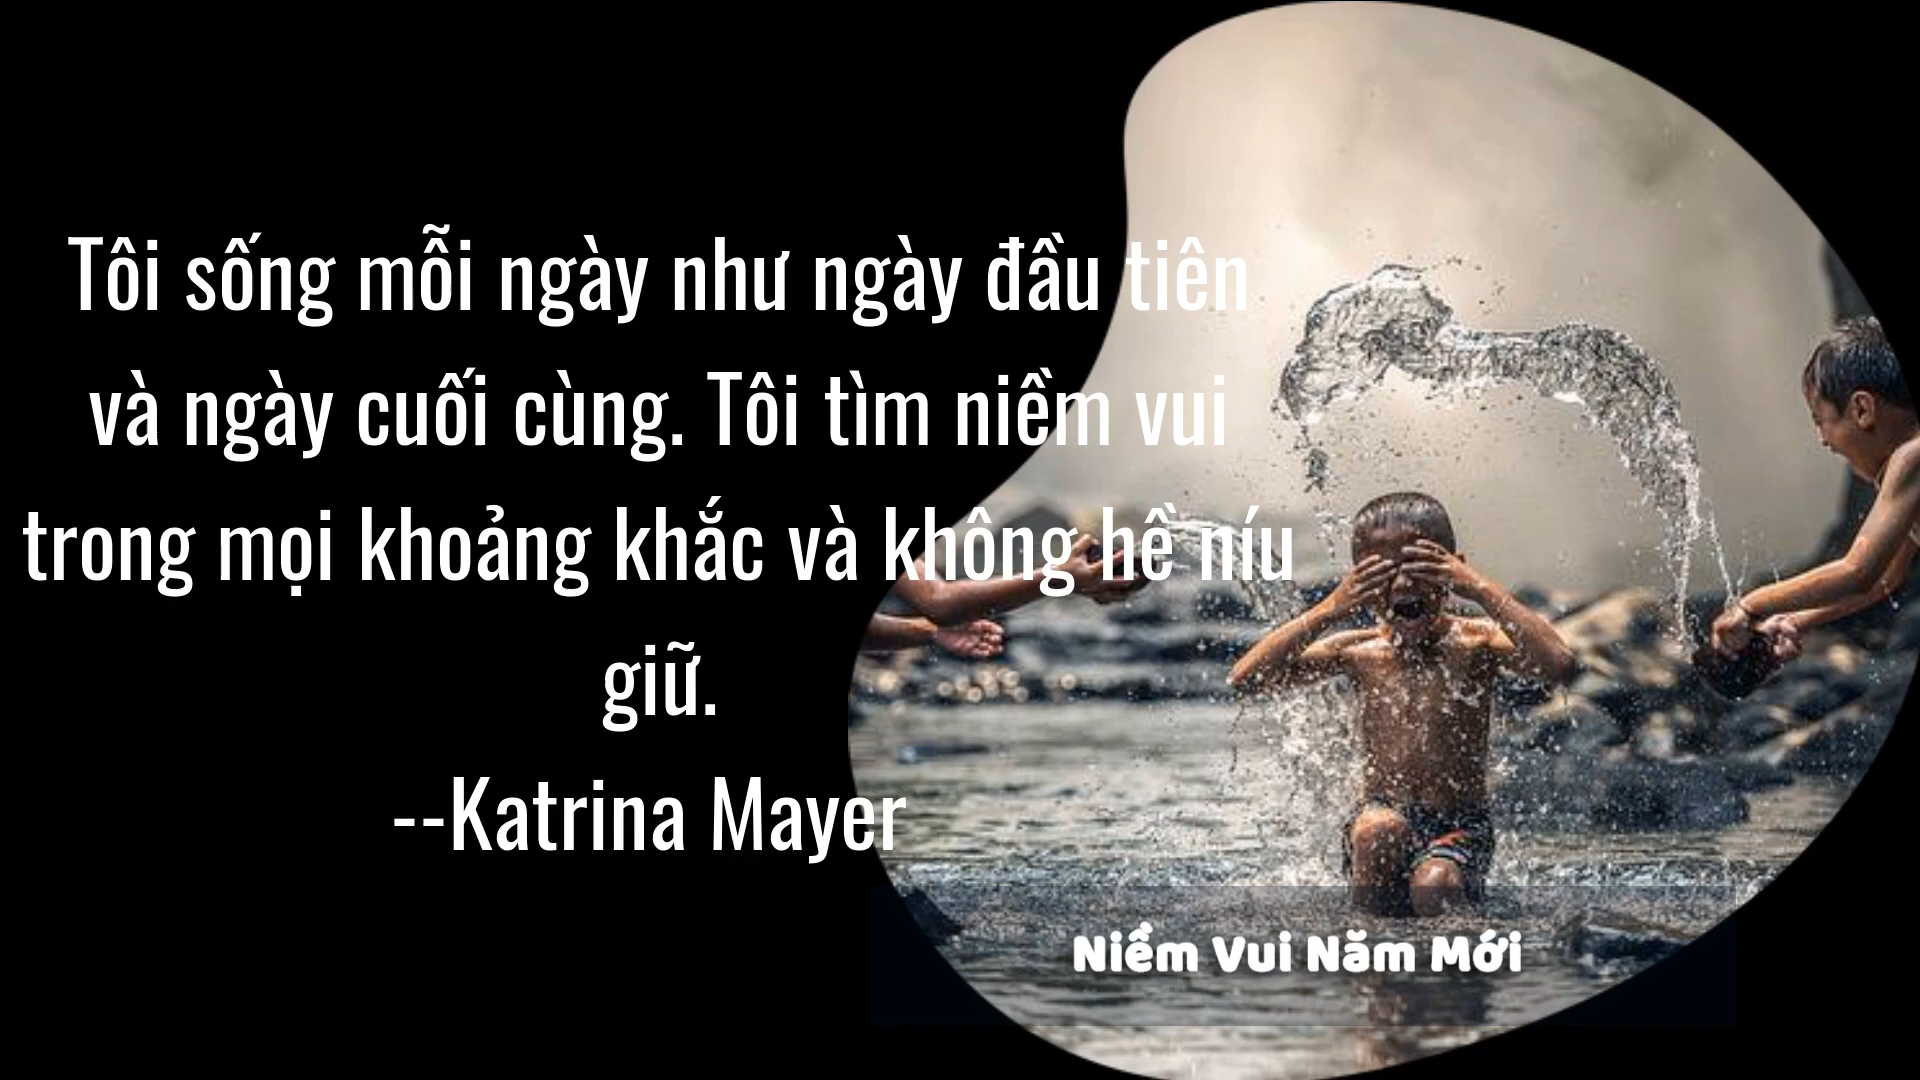 Tôi sống mỗi ngày như ngày đầu tiên
và ngày cuối cùng. Tôi tìm niềm vui
trong mọi khoảng khắc và không hề níu
giữ.
--Katrina Mayer
Niềm Vui Năm Mới